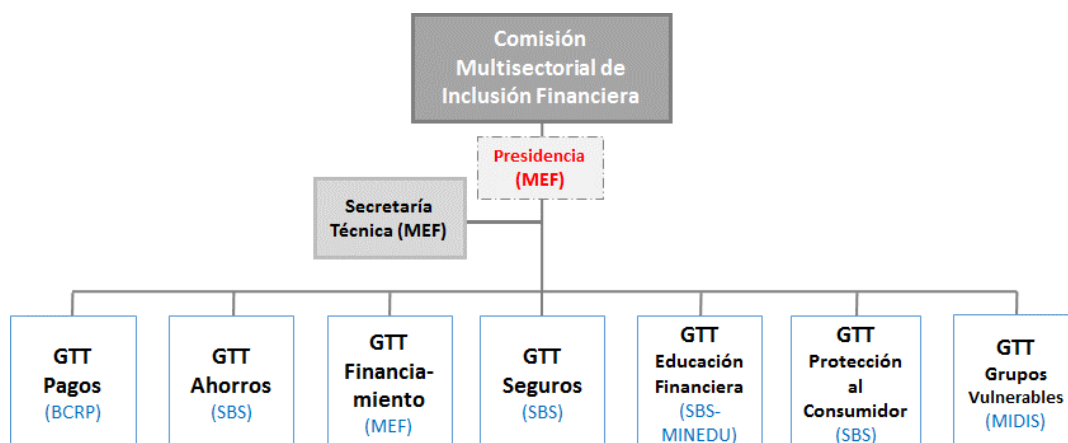 Comisión
Multisectorial de
Inclusión Financiera
Presidencia
(MEF)
Secretaría
Técnica (MEF)
GTT
Pagos
(BCRP)
GTT
Ahorros
(SBS)
GTT
Financia-
miento
(MEF)
GTT
Seguros
(SBS)
GTT
Educación
Financiera
(SBS-
MINEDU)
GTT
Protección
al
Consumidor
(SBS)
GTT
Grupos
Vulnerables
(MIDIS)